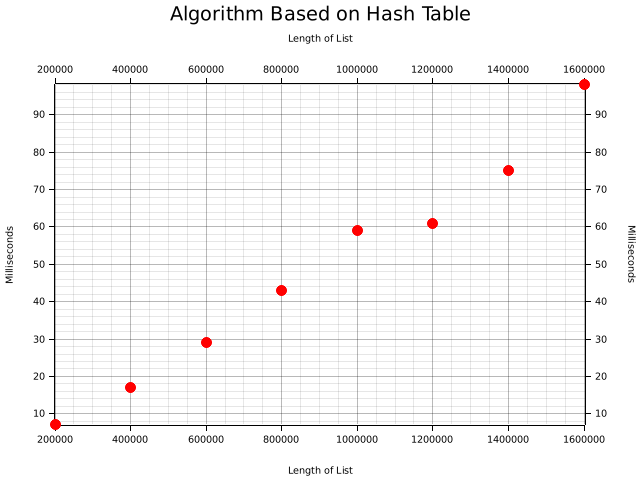 Algorithm Based on Hash Table
Length of List
200000 400000 600000 800000 1000000 1200000 1400000 1600000
90 90
80 80
70 70
60 60
Milliseconds Milliseconds
50 50
40 40
30 30
20 20
10 10
200000 400000 600000 800000 1000000 1200000 1400000 1600000
Length of List